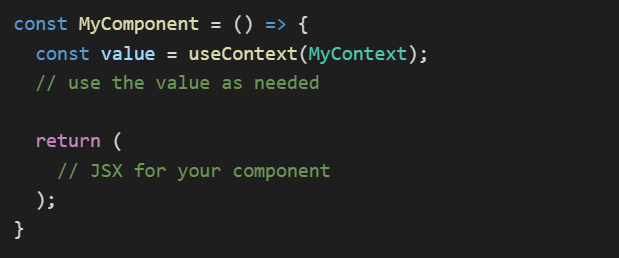 const MyComponent = () => {
  const value = useContext(MyContext);
  // use the value as needed

  return (
    // JSX for your component
  );
}